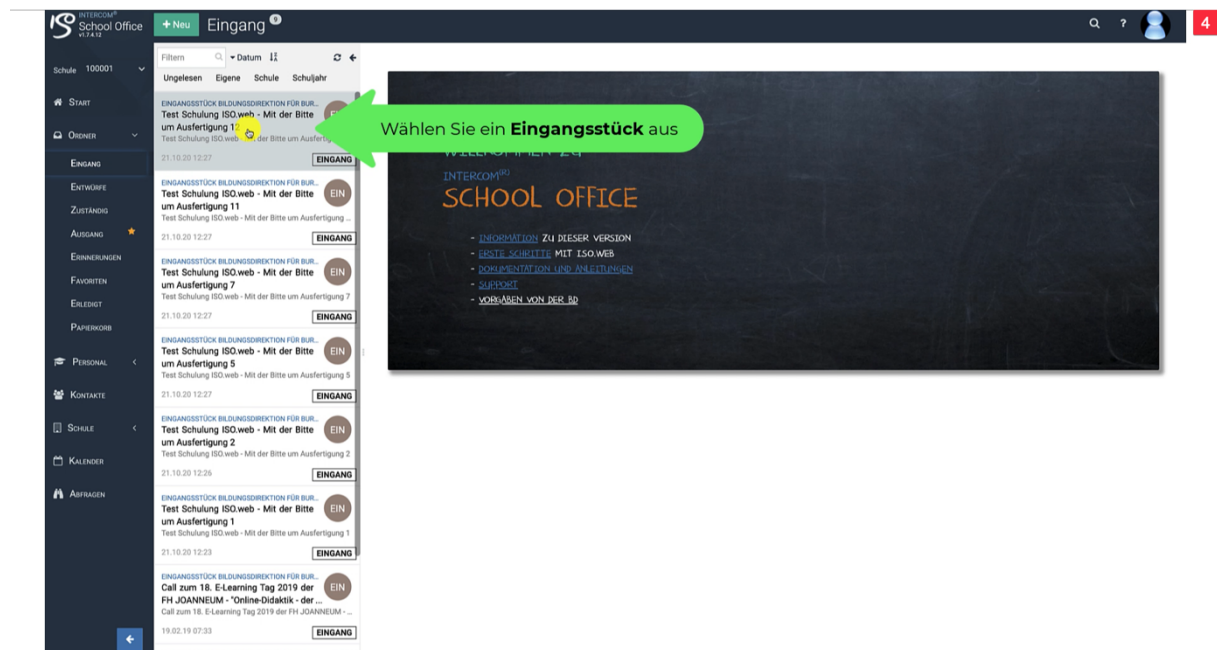 INTERCOM®
School Office
v1.7.4.12
+ Neu
Eingang 9
?
4
Schule 100001
START
ORDNER
EINGANG
ENTWÜRFE
ZUSTÄNDIG
AUSGANG
ERINNERUNGEN
FAVORITEN
ERLEDIGT
PAPIERKORB
PERSONAL
KONTAKTE
SCHULE
KALENDER
ABFRAGEN
Filtern
Datum
Ungelesen Eigene Schule Schuljahr
EINGANGSSTÜCK BILDUNGSDIREKTION FÜR BUR...
Test Schulung ISO.web - Mit der Bitte
um Ausfertigung 12
Test Schulung ISO.web - Mit der Bitte um Ausfertig
21.10.20 12:27
EINGANG
EINGANGSSTÜCK BILDUNGSDIREKTION FÜR BUR...
Test Schulung ISO.web - Mit der Bitte
um Ausfertigung 11
EIN
Test Schulung ISO.web - Mit der Bitte um Ausfertigung ...
21.10.20 12:27
EINGANG
EINGANGSSTÜCK BILDUNGSDIREKTION FÜR BUR...
Test Schulung ISO.web - Mit der Bitte
um Ausfertigung 7
EIN
Test Schulung ISO.web - Mit der Bitte um Ausfertigung 7
21.10.20 12:27
EINGANG
EINGANGSSTÜCK BILDUNGSDIREKTION FÜR BUR...
Test Schulung ISO.web - Mit der Bitte
um Ausfertigung 5
EIN
Test Schulung ISO.web - Mit der Bitte um Ausfertigung 5
21.10.20 12:27
EINGANG
EINGANGSSTÜCK BILDUNGSDIREKTION FÜR BUR...
Test Schulung ISO.web - Mit der Bitte
um Ausfertigung 2
EIN
Test Schulung ISO.web - Mit der Bitte um Ausfertigung 2
21.10.20 12:26
EINGANG
EINGANGSSTÜCK BILDUNGSDIREKTION FÜR BUR...
Test Schulung ISO.web - Mit der Bitte
um Ausfertigung 1
EIN
Test Schulung ISO.web - Mit der Bitte um Ausfertigung 1
21.10.20 12:23
EINGANG
EINGANGSSTÜCK BILDUNGSDIREKTION FÜR BUR...
Call zum 18. E-Learning Tag 2019 der
FH JOANNEUM - "Online-Didaktik - der ...
EIN
Call zum 18. E-Learning Tag 2019 der FH JOANNEUM - ...
19.02.19 07:33
EINGANG
Wählen Sie ein Eingangsstück aus
WILLKOMMEN ZU
INTERCOM(R)
SCHOOL OFFICE
- INFORMATION ZU DIESER VERSION
- ERSTE SCHRITTE MIT ISO.WEB
- DOKUMENTATION UND ANLEITUNGEN
- SUPPORT
- VORGABEN VON DER BD